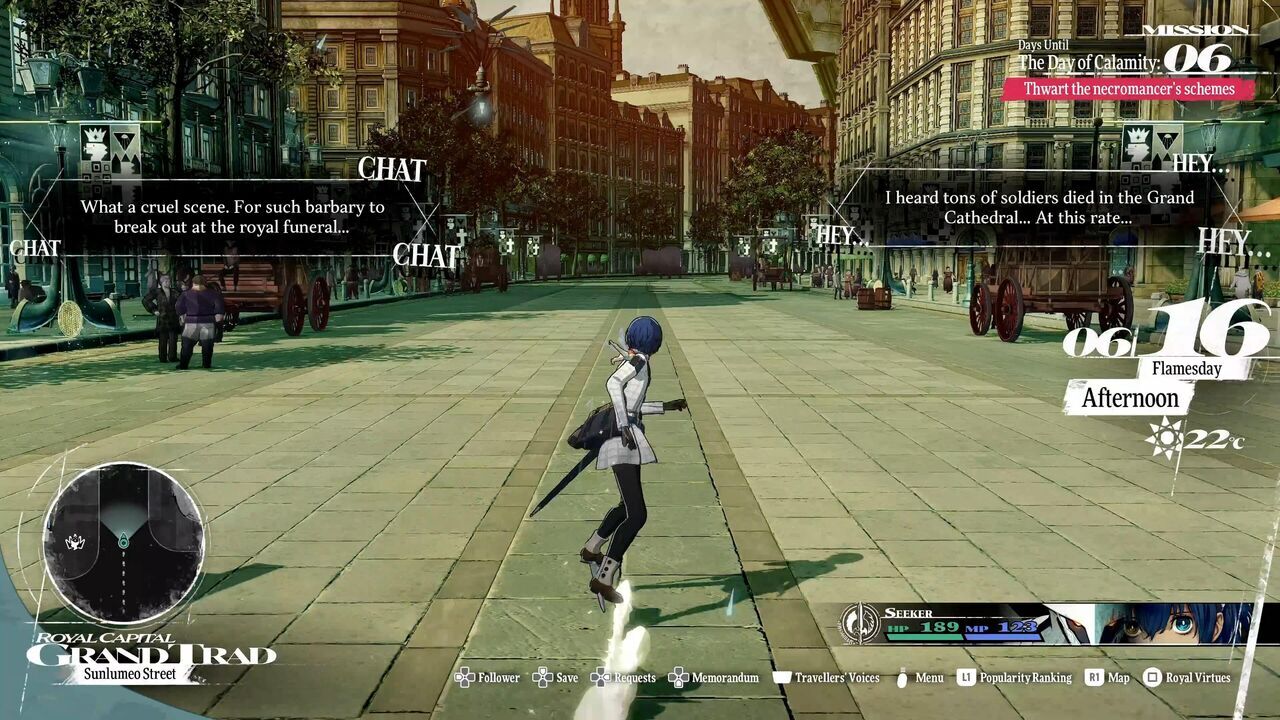 MISSION
Days Until
The Day of Calamity: 06
Thwart the necromancer's schemes
CHAT
What a cruel scene. For such barbary to
break out at the royal funeral...
CHAT
CHAT
HEY...
I heard tons of soldiers died in the Grand
Cathedral... At this rate...
HEY...
HEY...
06/16
Flamesday
Afternoon
22°C
ROYAL CAPITAL
GRAND TRAD
Sunlumeo Street
SEEKER
HP 189 MP 123
Follower Save Requests Memorandum Travellers' Voices Menu L1 Popularity Ranking R1 Map Royal Virtues